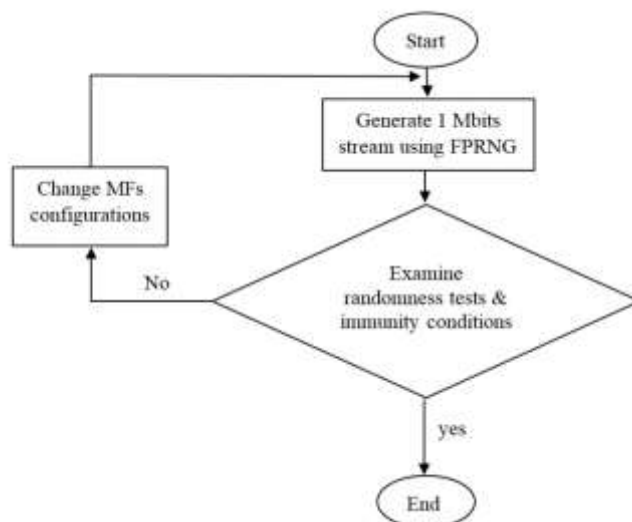 Start
Generate 1 Mbits
stream using FPRNG
Change MFs
configurations
Examine
randomness tests &
immunity conditions
No
yes
End